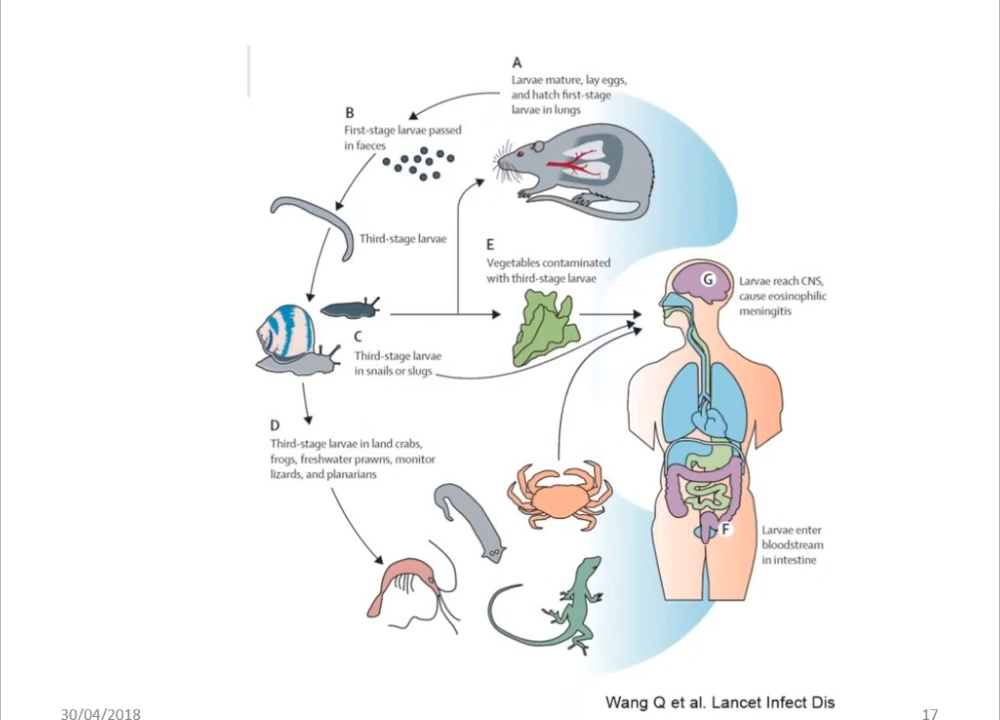 A
Larvae mature, lay eggs,
and hatch first-stage
larvae in lungs
B
First-stage larvae passed
in faeces
Third-stage larvae
E
Vegetables contaminated
with third-stage larvae
G
Larvae reach CNS,
cause eosinophilic
meningitis
C
Third-stage larvae
in snails or slugs
D
Third-stage larvae in land crabs,
frogs, freshwater prawns, monitor
lizards, and planarians
F
Larvae enter
bloodstream
in intestine
Wang Q et al. Lancet Infect Dis
30/04/2018
17